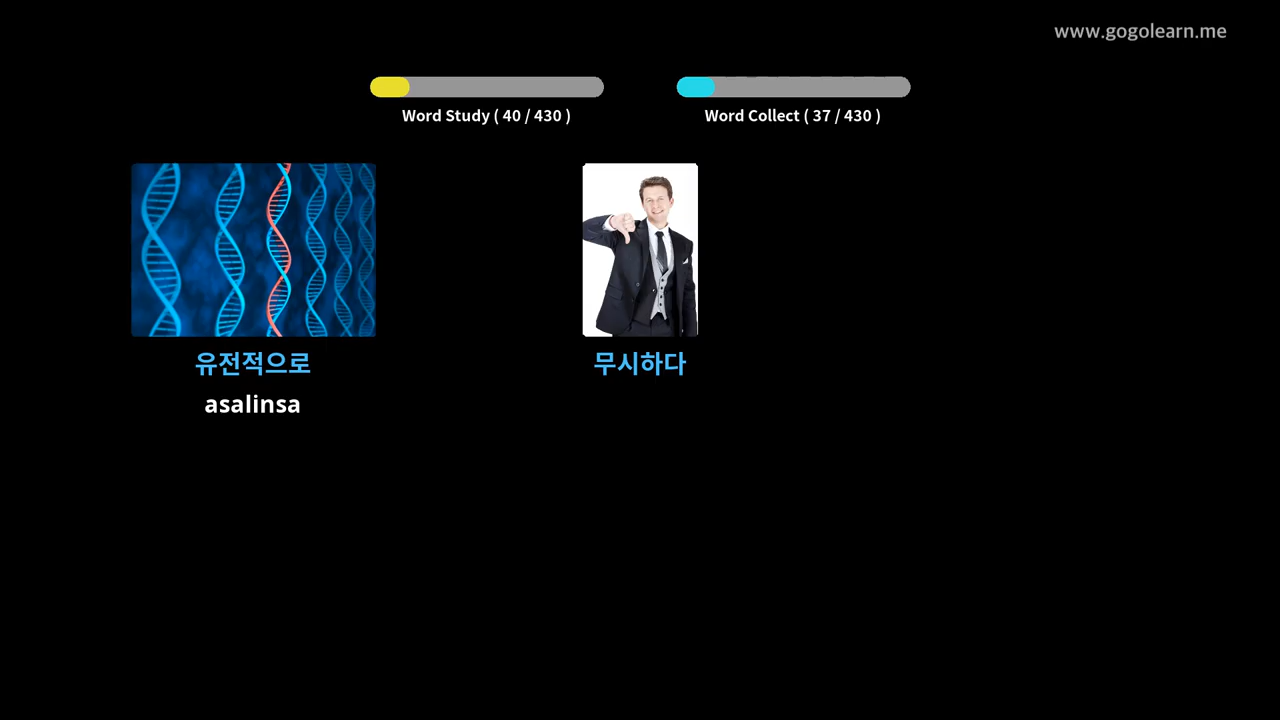 www.gogolearn.me
Word Study ( 40 / 430 )
Word Collect ( 37 / 430 )
유전적으로
asalinsa
무시하다